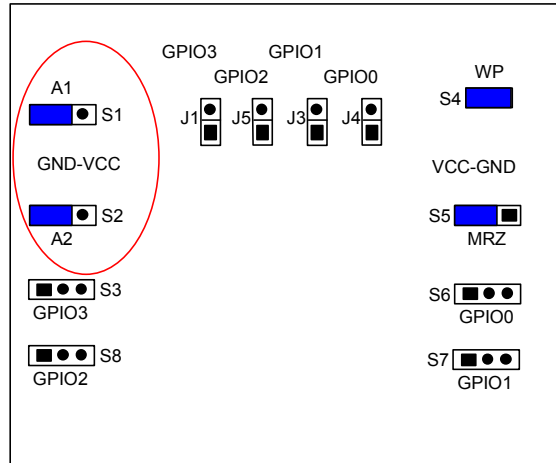 GPIO3 GPIO1
GPIO2 GPIO0
A1 WP
S1 J1 J5 J3 J4 S4
GND-VCC VCC-GND
S2 S5
A2 MRZ
S3 S6
GPIO3 GPIO0
S8 S7
GPIO2 GPIO1